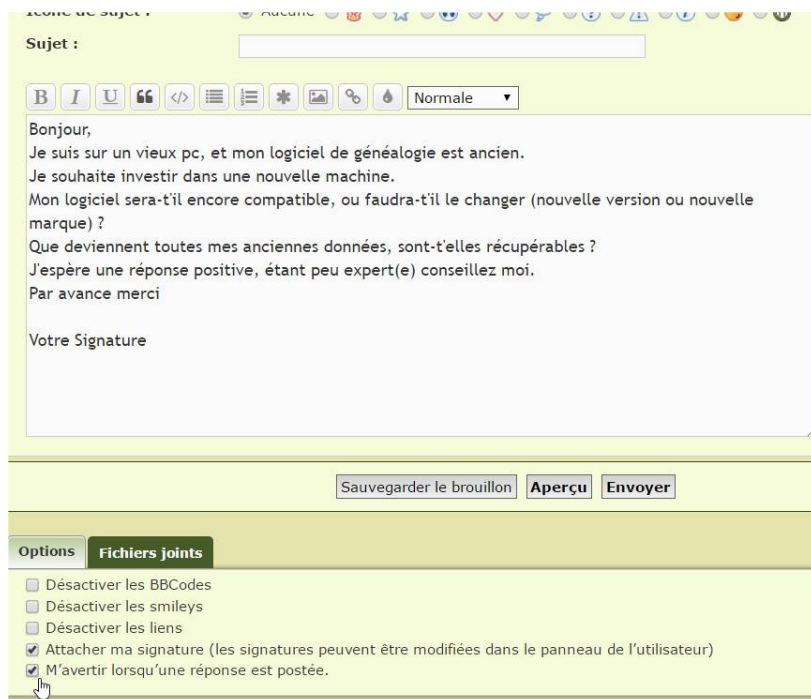 Icône de sujet : Aucune
Sujet :
B I U Normale
Bonjour,
Je suis sur un vieux pc, et mon logiciel de généalogie est ancien.
Je souhaite investir dans une nouvelle machine.
Mon logiciel sera-t'il encore compatible, ou faudra-t'il le changer (nouvelle version ou nouvelle
marque) ?
Que deviennent toutes mes anciennes données, sont-t'elles récupérables ?
J'espère une réponse positive, étant peu expert(e) conseillez moi.
Par avance merci
Votre Signature
Sauvegarder le brouillon Aperçu Envoyer
Options Fichiers joints
Désactiver les BBCodes
Désactiver les smileys
Désactiver les liens
Attacher ma signature (les signatures peuvent être modifiées dans le panneau de l'utilisateur)
M'avertir lorsqu'une réponse est postée.